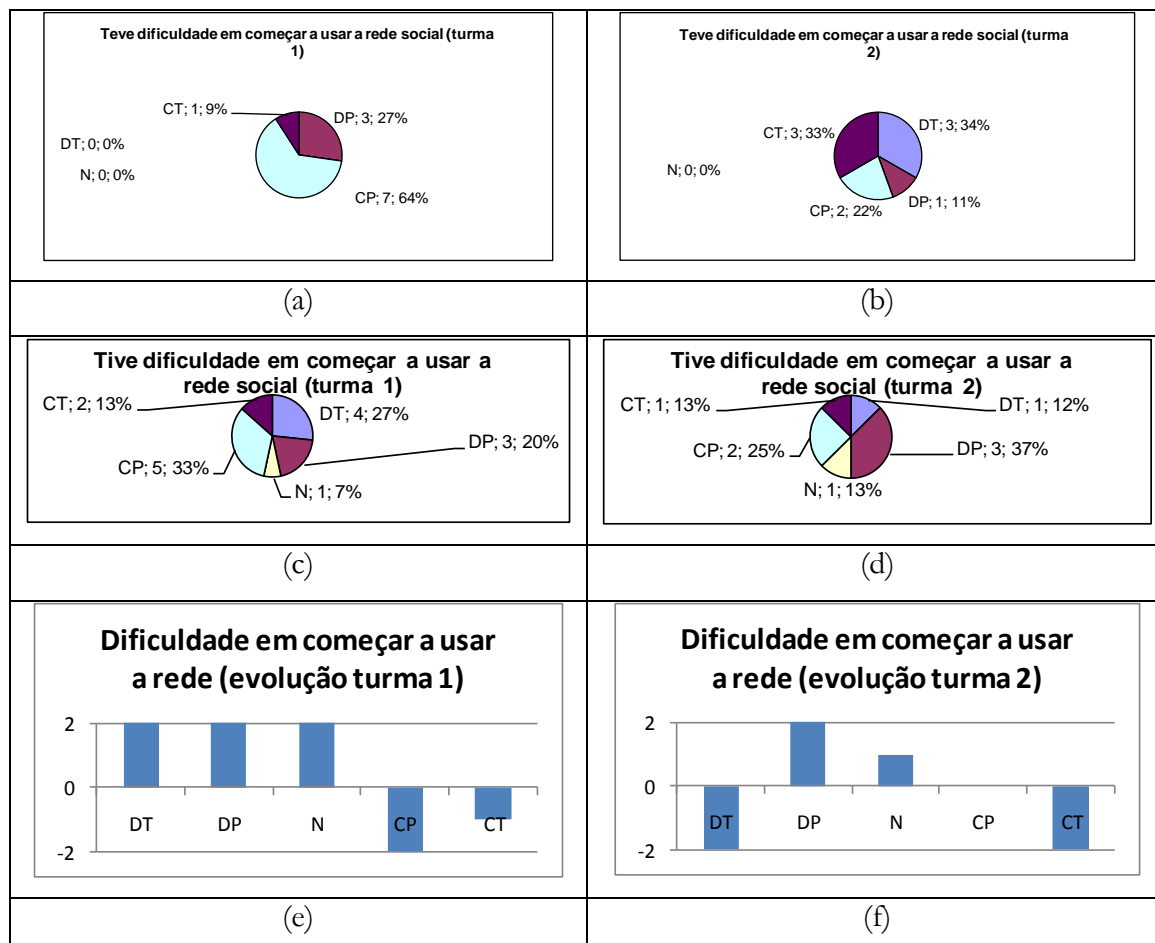 Teve dificuldade em começar a usar a rede social (turma
1)
CT; 1; 9%
DP; 3; 27%
DT; 0; 0%
N; 0; 0%
CP; 7; 64%
(a)
Teve dificuldade em começar a usar a rede social (turma
2)
CT; 3; 33%
DT; 3; 34%
N; 0; 0%
CP; 2; 22%
DP; 1; 11%
(b)
Tive dificuldade em começar a usar a
rede social (turma 1)
CT; 2; 13%
DT; 4; 27%
DP; 3; 20%
CP; 5; 33%
N; 1; 7%
(c)
Tive dificuldade em começar a usar a
rede social (turma 2)
CT; 1; 13%
DT; 1; 12%
CP; 2; 25%
DP; 3; 37%
N; 1; 13%
(d)
Dificuldade em começar a usar
a rede (evolução turma 1)
2
0
DT DP N CP CT
-2
(e)
Dificuldade em começar a usar
a rede (evolução turma 2)
2
0
DT DP N CP CT
-2
(f)